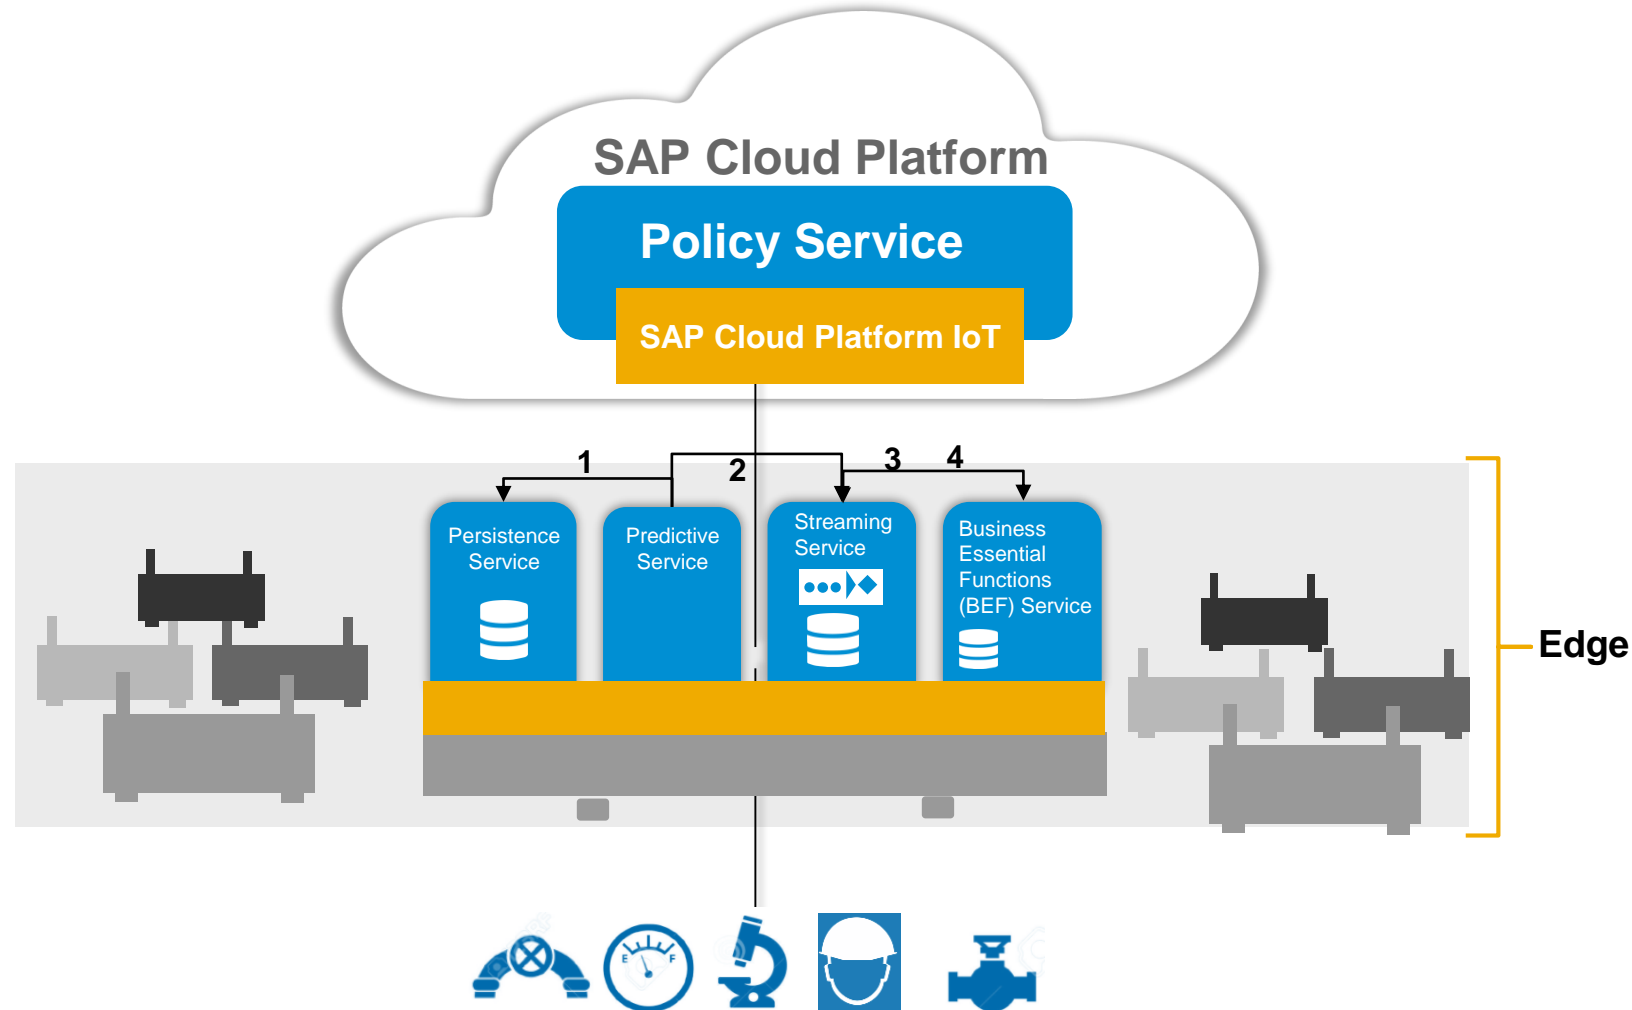 SAP Cloud Platform
Policy Service
SAP Cloud Platform IoT
1
2
3
4
Persistence
Service
Predictive
Service
Streaming
Service
Business
Essential
Functions
(BEF) Service
Edge
E
F